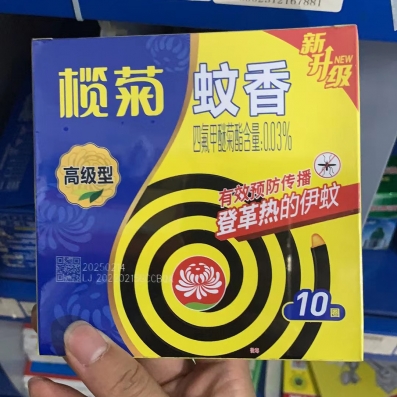 榄菊
蚊香
新升级
NEW
四氟甲醚菊酯含量:0.03%
高级型
有效预防传播
登革热的伊蚊
20250214
10圈